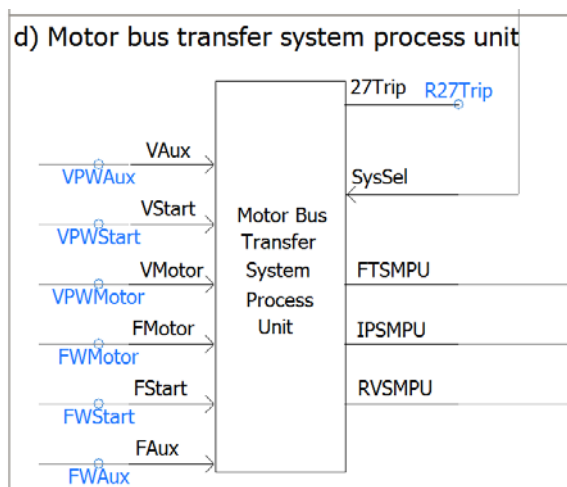 d) Motor bus transfer system process unit
27Trip
R27Trip
VAux
VPWAux
SysSel
VStart
VPWStart
Motor Bus
Transfer
System
Process
Unit
VMotor
VPWMotor
FTSMPU
FMotor
FWMotor
IPSMPU
FStart
FWStart
RVSMPU
FAux
FWAux